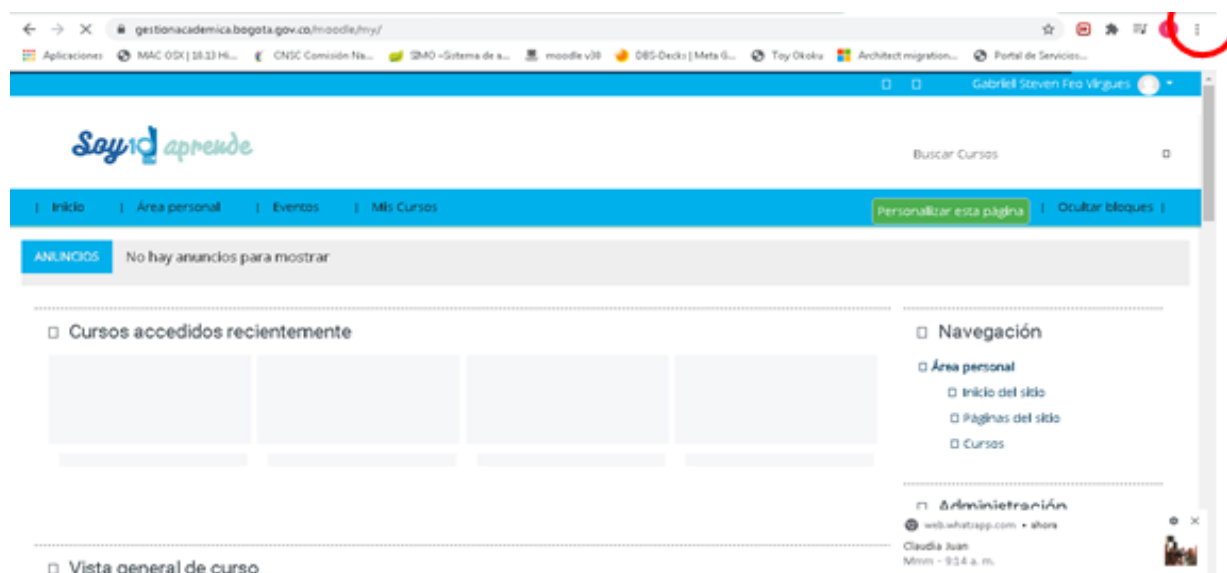 gestionacademica.bogota.gov.co/moodle/my/
Aplicaciones MAC OSX | 10.13 Hi... CNSC Comisión Na... SIMO -Sistema de a... moodle v38 DBS-Decks | Meta G... Toy Okoku Architect migration... Portal de Servicios...
Gabriell Steven Feo Virgues
Soy10 aprende
Buscar Cursos
| Inicio | Área personal | Eventos | Mis Cursos Personalizar esta página | Ocultar bloques |
ANUNCIOS No hay anuncios para mostrar
Cursos accedidos recientemente
Navegación
Área personal
Inicio del sitio
Páginas del sitio
Cursos
Administración
web.whatsapp.com • ahora
Claudia Juan
Mmm - 9:14 a. m.
Vista general de curso